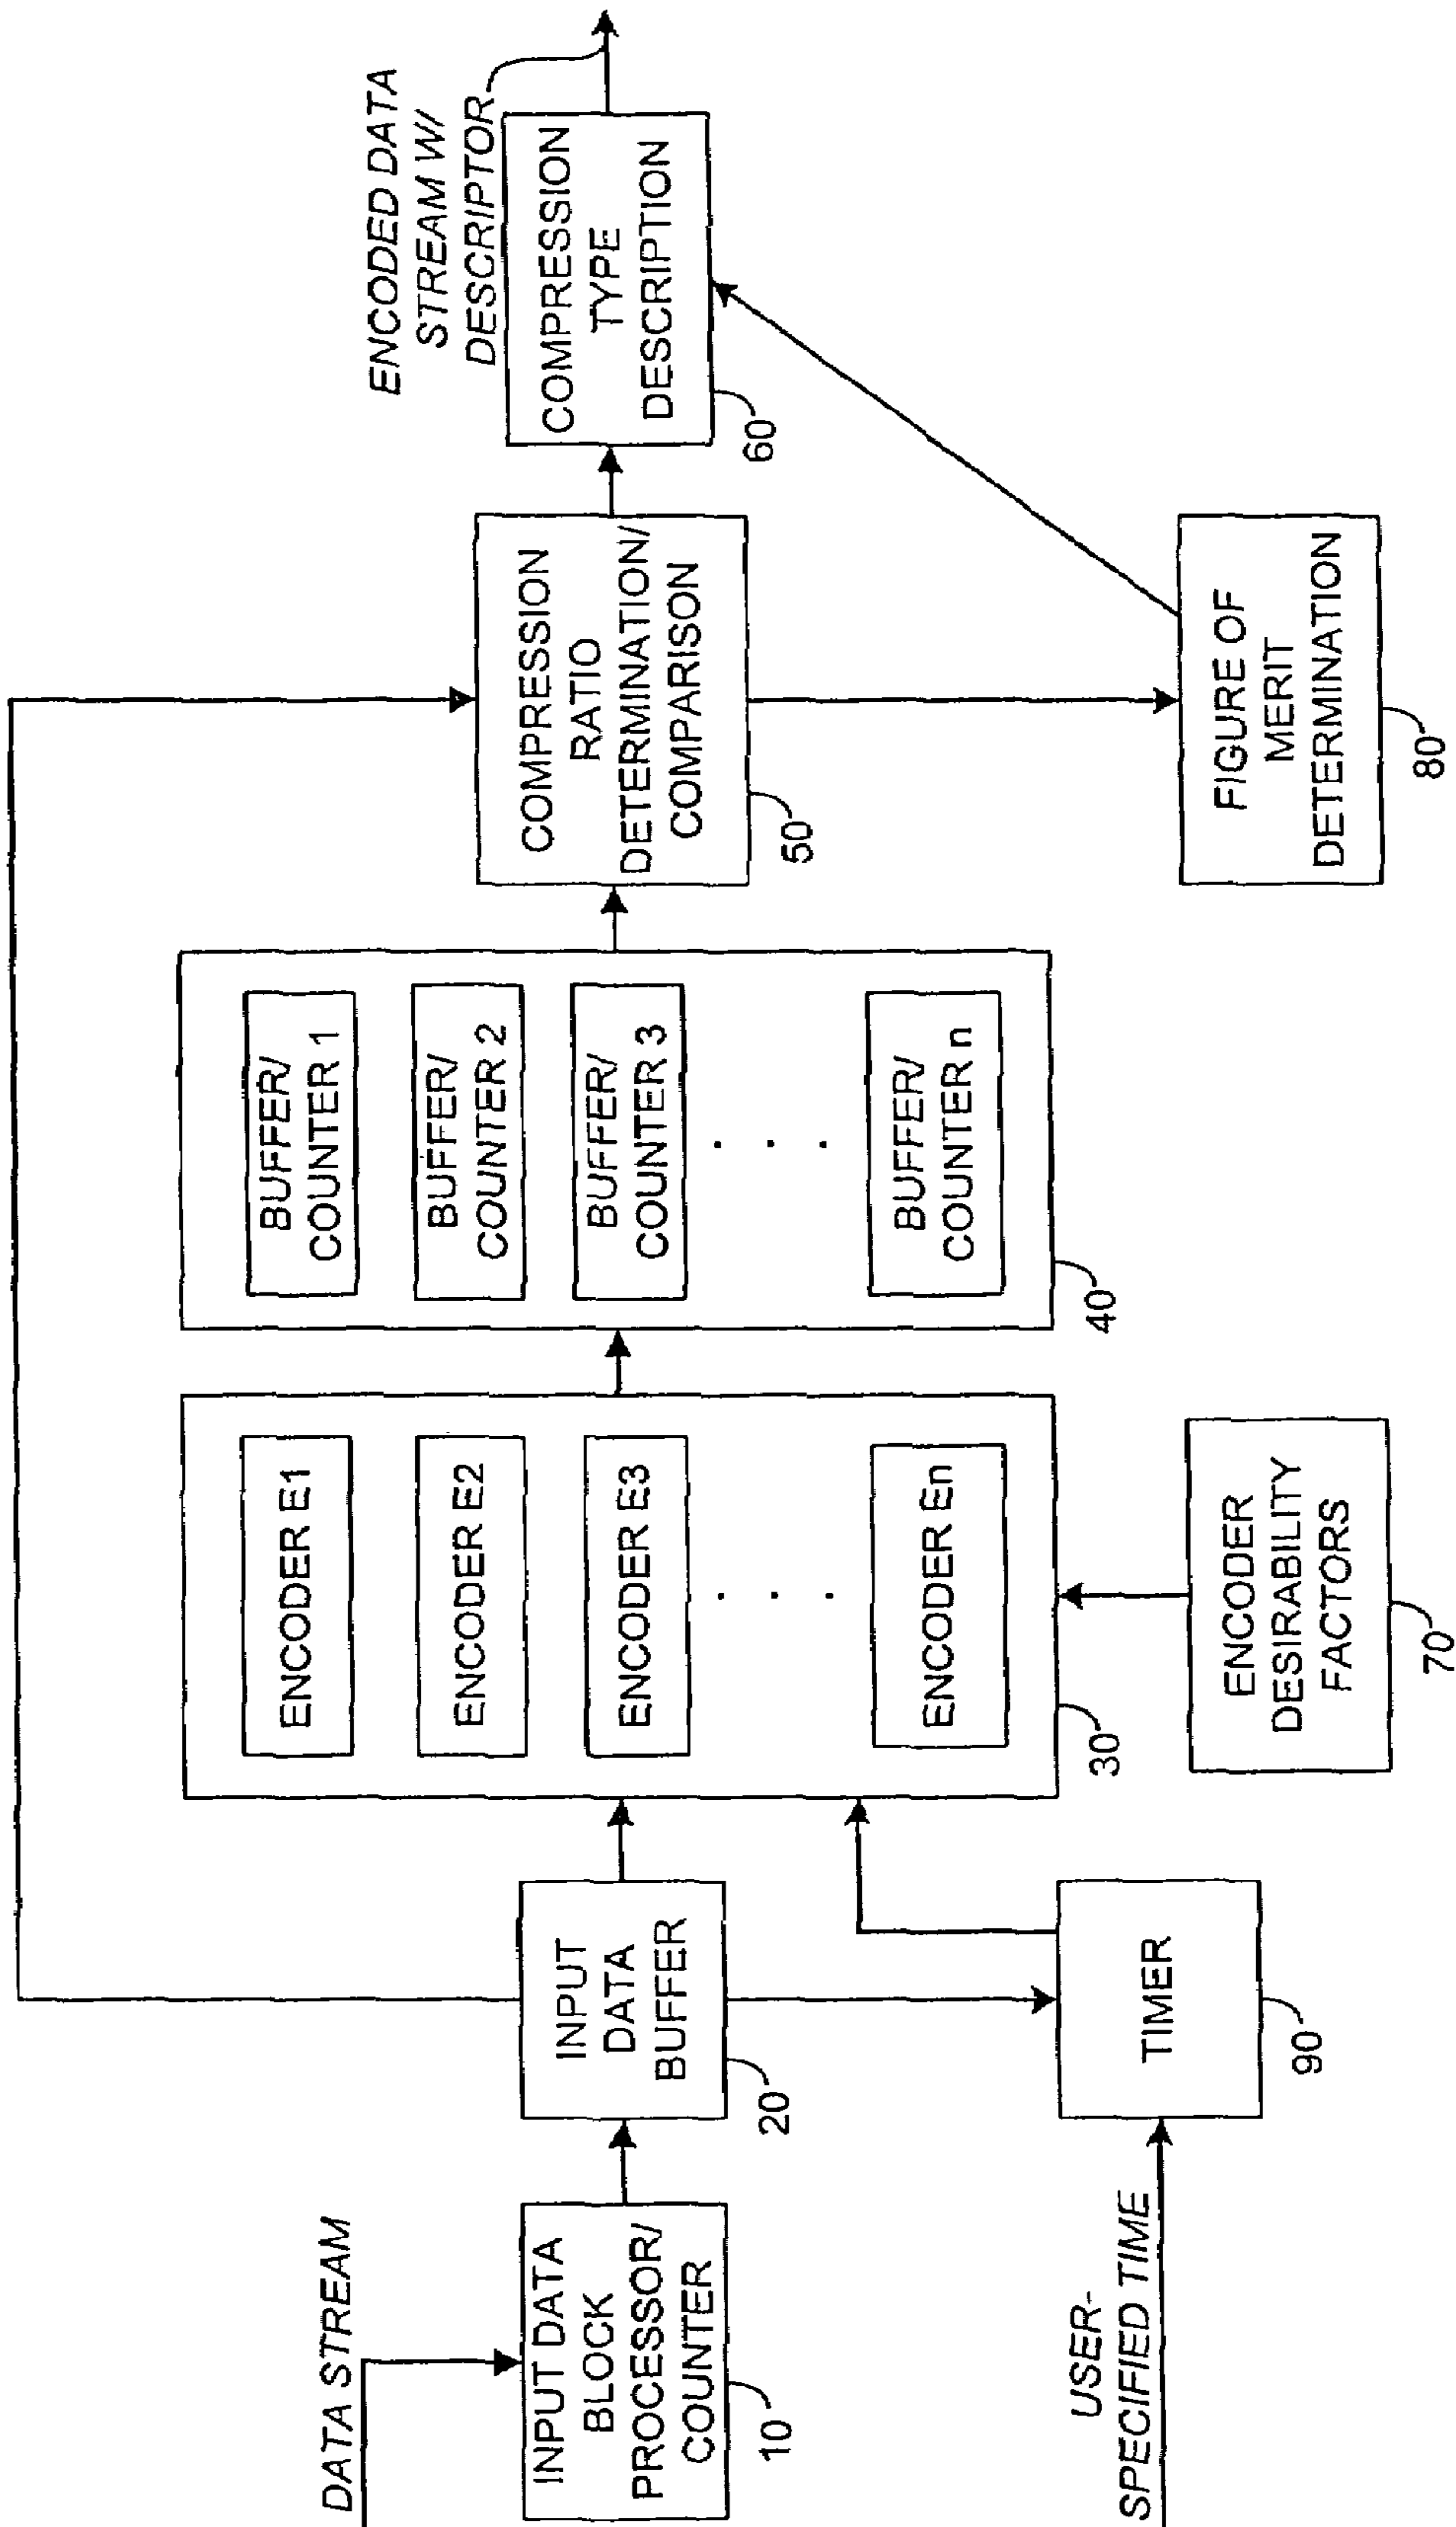 DATA STREAM
INPUT DATA
BLOCK
PROCESSOR/
COUNTER
10
INPUT
DATA
BUFFER
20
USER-
SPECIFIED TIME
TIMER
90
ENCODER E1
ENCODER E2
ENCODER E3
. . .
ENCODER En
30
ENCODER
DESIRABILITY
FACTORS
70
BUFFER/
COUNTER 1
BUFFER/
COUNTER 2
BUFFER/
COUNTER 3
. . .
BUFFER/
COUNTER n
40
COMPRESSION
RATIO
DETERMINATION/
COMPARISON
50
FIGURE OF
MERIT
DETERMINATION
80
COMPRESSION
TYPE
DESCRIPTION
60
ENCODED DATA
STREAM W/
DESCRIPTOR